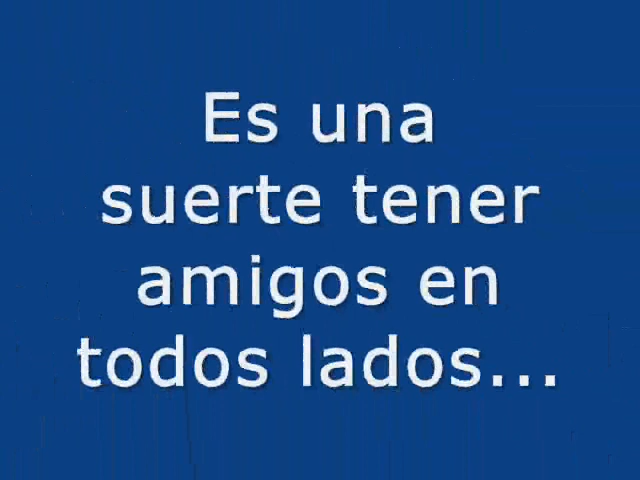 Es una
suerte tener
amigos en
todos lados...